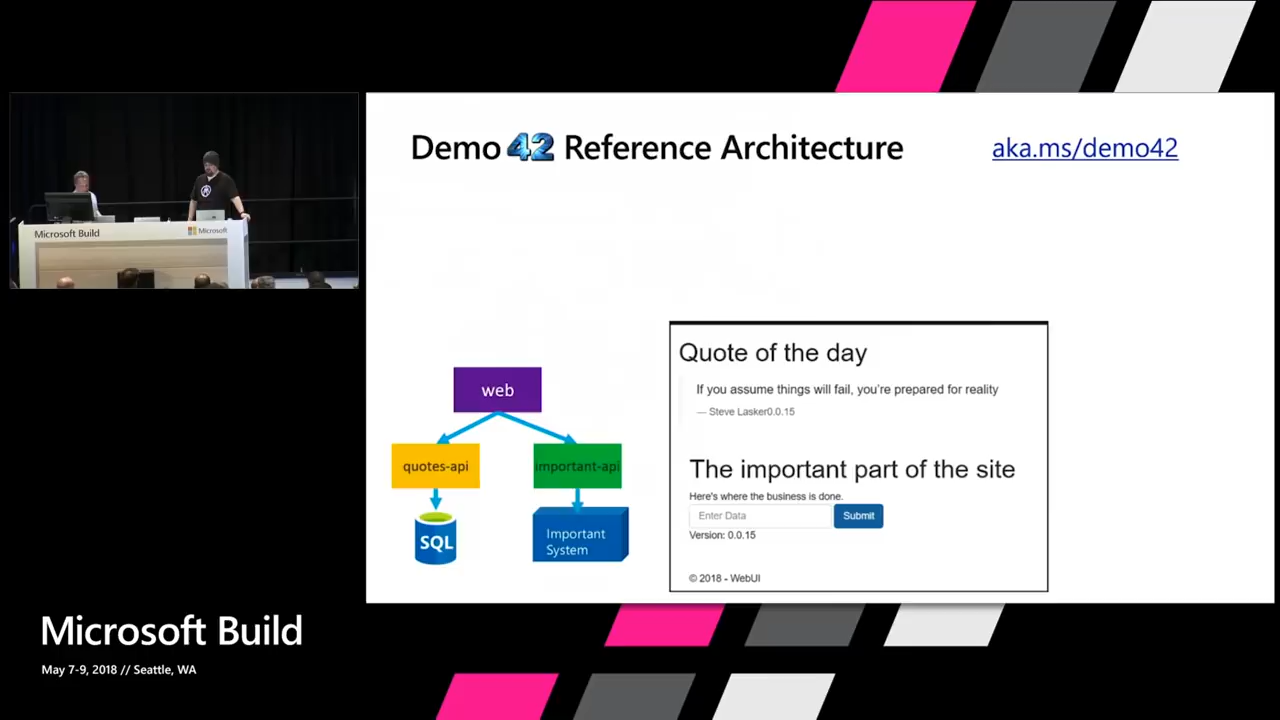 Demo 42 Reference Architecture
aka.ms/demo42
Microsoft Build
Microsoft
Quote of the day
If you assume things will fail, you're prepared for reality
— Steve Lasker0.0.15
The important part of the site
Here's where the business is done.
Enter Data
Submit
Version: 0.0.15
© 2018 - WebUI
web
quotes-api
important-api
SQL
Important
System
Microsoft Build
May 7-9, 2018 // Seattle, WA